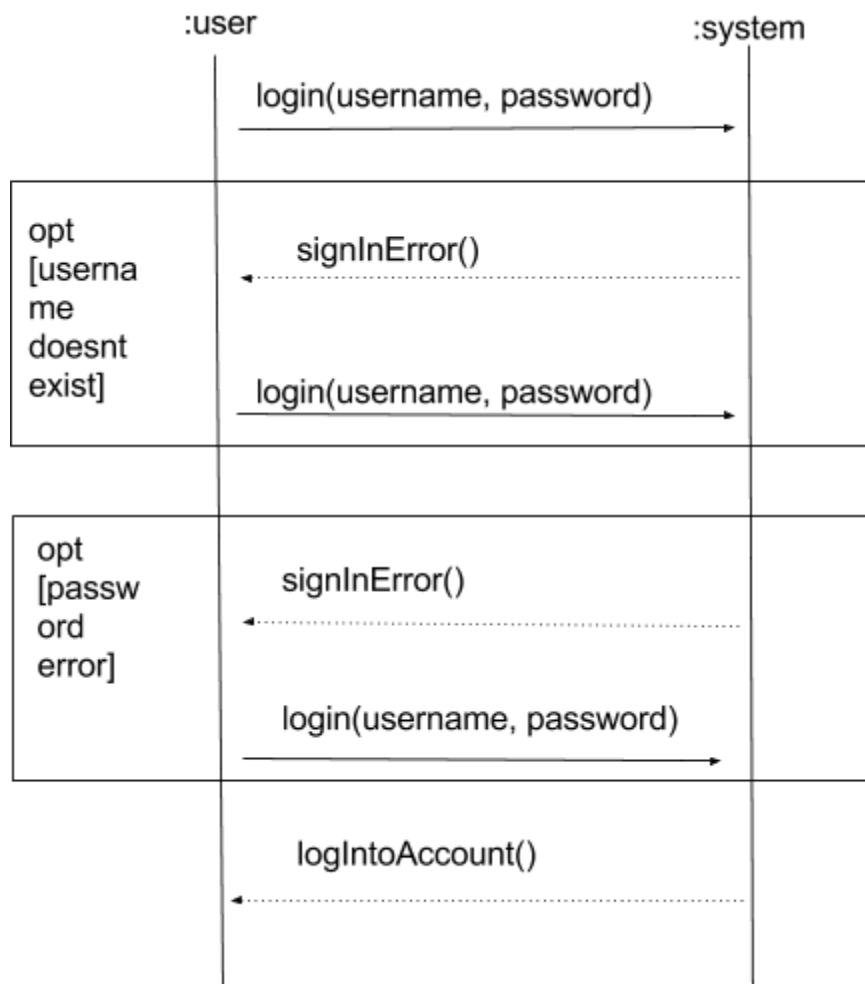 :user
:system
login(username, password)
opt
[userna
me
doesnt
exist]
signInError()
login(username, password)
opt
[passw
ord
error]
signInError()
login(username, password)
logIntoAccount()